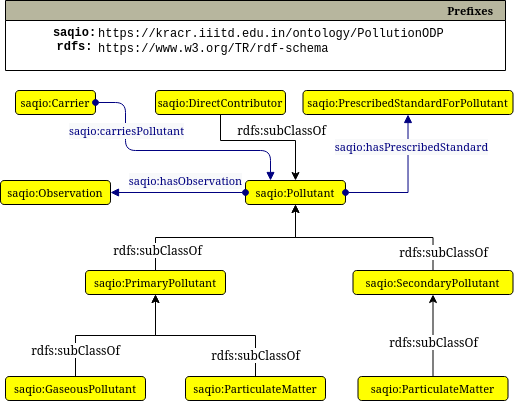 Prefixes
saqio: https://kracr.iiitd.edu.in/ontology/PollutionODP
rdfs: https://www.w3.org/TR/rdf-schema
saqio:Carrier
saqio:DirectContributor
saqio:PrescribedStandardForPollutant
saqio:carriesPollutant
rdfs:subClassOf
saqio:hasPrescribedStandard
saqio:hasObservation
saqio:Observation
saqio:Pollutant
rdfs:subClassOf
rdfs:subClassOf
saqio:PrimaryPollutant
saqio:SecondaryPollutant
rdfs:subClassOf
rdfs:subClassOf
rdfs:subClassOf
saqio:GaseousPollutant
saqio:ParticulateMatter
saqio:ParticulateMatter